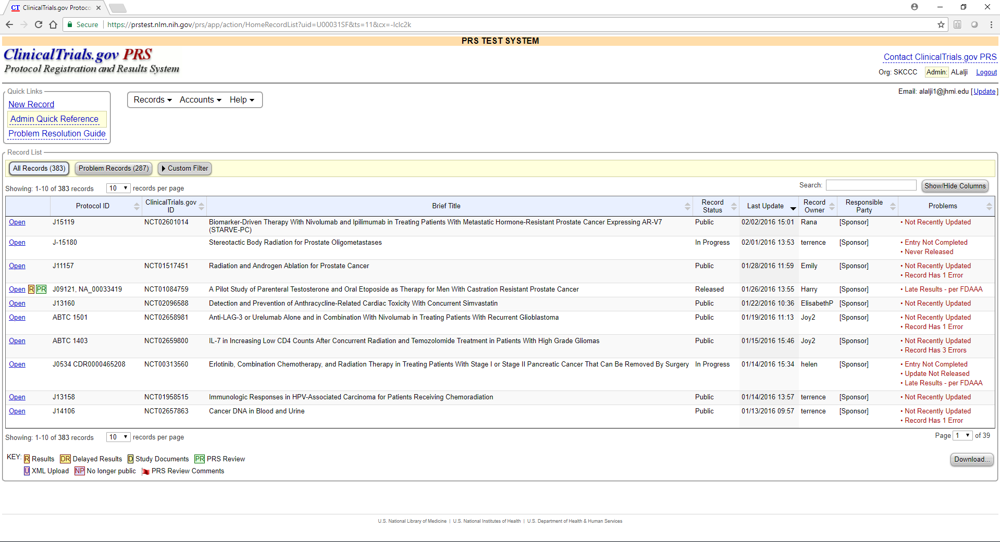 CT ClinicalTrials.gov Protoco
Secure | https://prstest.nlm.nih.gov/prs/app/action/HomeRecordList?uid=U00031SF&ts=11&cx=-lclc2k
PRS TEST SYSTEM
ClinicalTrials.gov PRS
Protocol Registration and Results System
Contact ClinicalTrials.gov PRS
Org: SKCCC Admin: ALalji Logout
Email: alalji1@jhmi.edu [Update]
Quick Links
New Record
Admin Quick Reference
Problem Resolution Guide
Records Accounts Help
Record List
All Records (383) Problem Records (287) Custom Filter
Showing: 1-10 of 383 records 10 records per page Search: Show/Hide Columns
Protocol ID ClinicalTrials.gov ID Brief Title Record Status Last Update Record Owner Responsible Party Problems
Open J15119 NCT02601014 Biomarker-Driven Therapy With Nivolumab and Ipilimumab in Treating Patients With Metastatic Hormone-Resistant Prostate Cancer Expressing AR-V7 Public 02/02/2016 15:01 Rana [Sponsor] • Not Recently Updated
(STARVE-PC)
Open J-15180 Stereotactic Body Radiation for Prostate Oligometastases In Progress 02/01/2016 13:53 terrence [Sponsor] • Entry Not Completed
• Never Released
Open J11157 NCT01517451 Radiation and Androgen Ablation for Prostate Cancer Public 01/28/2016 11:59 Emily [Sponsor] • Not Recently Updated
• Record Has 1 Error
Open R PR J09121, NA_00033419 NCT01084759 A Pilot Study of Parenteral Testosterone and Oral Etoposide as Therapy for Men With Castration Resistant Prostate Cancer Released 01/26/2016 13:55 Harry [Sponsor] • Late Results - per FDAAA
Open J13160 NCT02096588 Detection and Prevention of Anthracycline-Related Cardiac Toxicity With Concurrent Simvastatin Public 01/22/2016 10:36 ElisabethP [Sponsor] • Not Recently Updated
Open ABTC 1501 NCT02658981 Anti-LAG-3 or Urelumab Alone and in Combination With Nivolumab in Treating Patients With Recurrent Glioblastoma Public 01/19/2016 11:13 Joy2 [Sponsor] • Not Recently Updated
• Record Has 1 Error
Open ABTC 1403 NCT02659800 IL-7 in Increasing Low CD4 Counts After Concurrent Radiation and Temozolomide Treatment in Patients With High Grade Gliomas Public 01/15/2016 15:46 Joy2 [Sponsor] • Not Recently Updated
• Record Has 3 Errors
Open J0534 CDR0000465208 NCT00313560 Erlotinib, Combination Chemotherapy, and Radiation Therapy in Treating Patients With Stage I or Stage II Pancreatic Cancer That Can Be Removed By Surgery In Progress 01/14/2016 15:34 helen [Sponsor] • Entry Not Completed
• Update Not Released
• Late Results - per FDAAA
Open J13158 NCT01958515 Immunologic Responses in HPV-Associated Carcinoma for Patients Receiving Chemoradiation Public 01/14/2016 13:57 terrence [Sponsor] • Not Recently Updated
Open J14106 NCT02657863 Cancer DNA in Blood and Urine Public 01/13/2016 09:57 terrence [Sponsor] • Not Recently Updated
• Record Has 1 Error
Showing: 1-10 of 383 records 10 records per page Page 1 of 39
KEY: R Results DR Delayed Results D Study Documents PR PRS Review
U XML Upload NP No longer public PRS Review Comments
Download...
U.S. National Library of Medicine | U.S. National Institutes of Health | U.S. Department of Health & Human Services